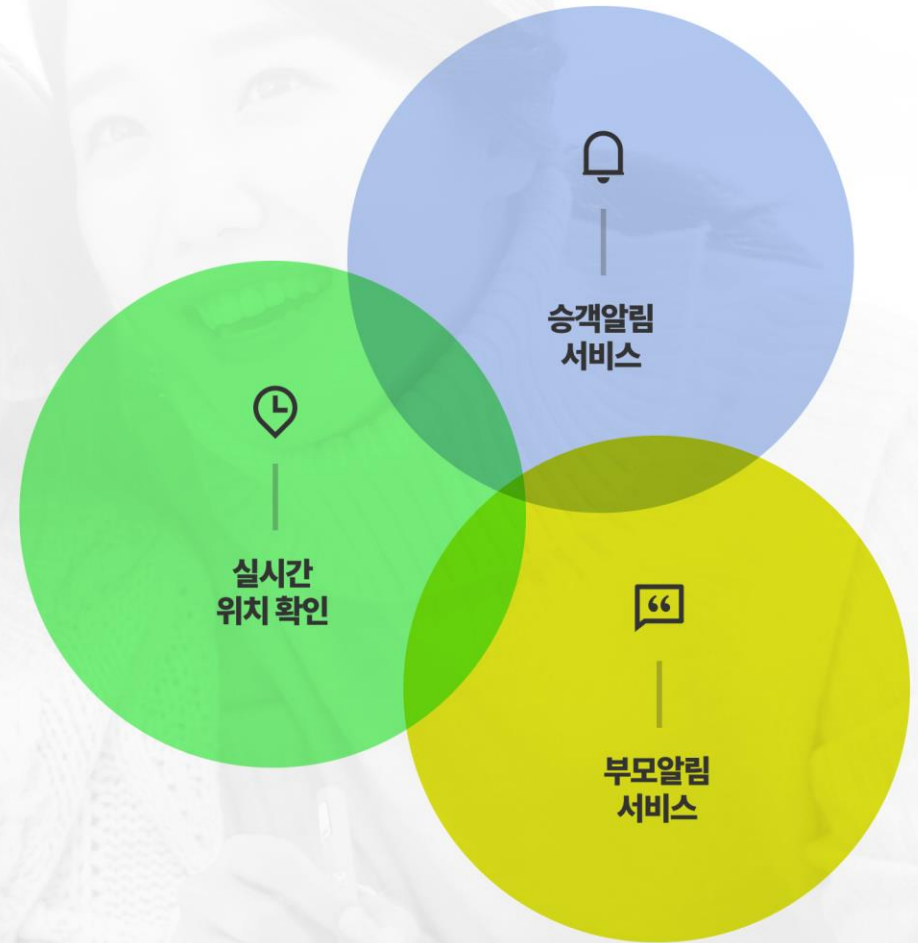 승객알림
서비스
실시간
위치 확인
부모알림
서비스